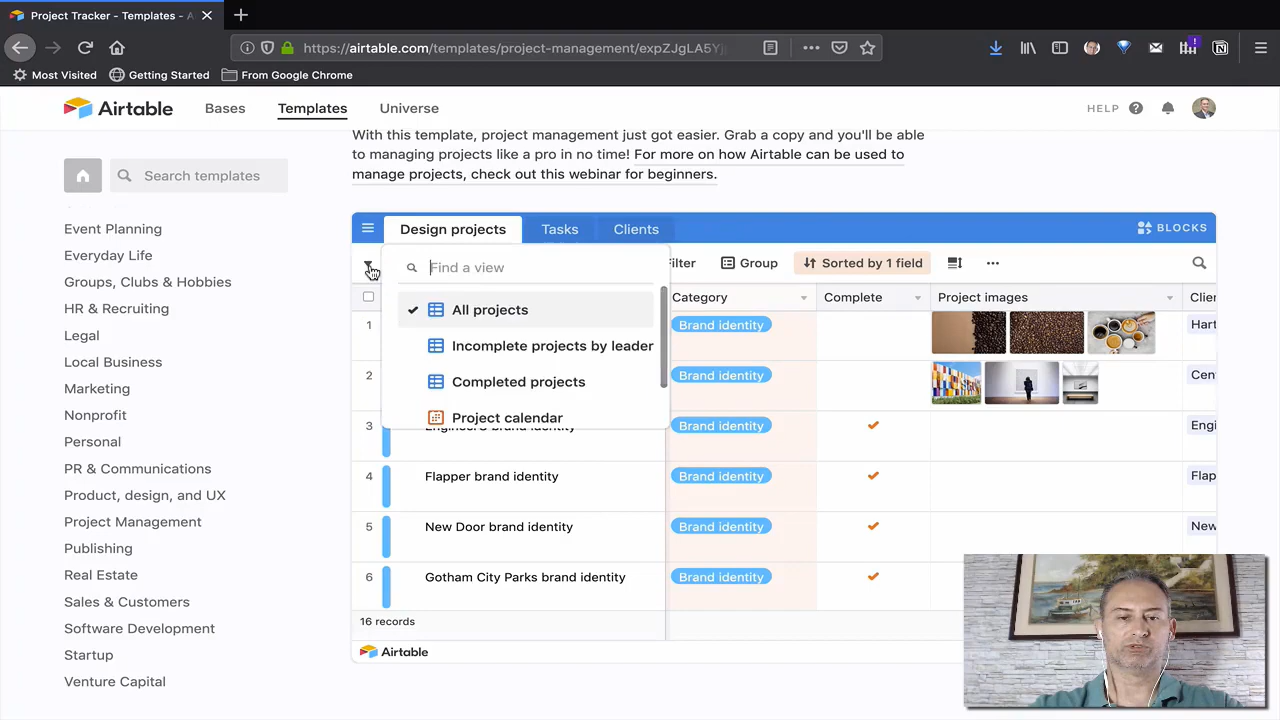 Project Tracker - Templates - A
https://airtable.com/templates/project-management/expZJgLA5Yj
Most Visited
Getting Started
From Google Chrome
Airtable
Bases
Templates
Universe
HELP
With this template, project management just got easier. Grab a copy and you'll be able
to managing projects like a pro in no time! For more on how Airtable can be used to
manage projects, check out this webinar for beginners.
Search templates
Event Planning
Everyday Life
Groups, Clubs & Hobbies
HR & Recruiting
Legal
Local Business
Marketing
Nonprofit
Personal
PR & Communications
Product, design, and UX
Project Management
Publishing
Real Estate
Sales & Customers
Software Development
Startup
Venture Capital
Design projects
Tasks
Clients
BLOCKS
Find a view
ilter
Group
Sorted by 1 field
All projects
Incomplete projects by leader
Completed projects
Project calendar
Category
Complete
Project images
Clien
1
Brand identity
Hart
2
Brand identity
Cen
3
Brand identity
Engi
4
Flapper brand identity
Brand identity
Flap
5
New Door brand identity
Brand identity
New
6
Gotham City Parks brand identity
Brand identity
16 records
Airtable